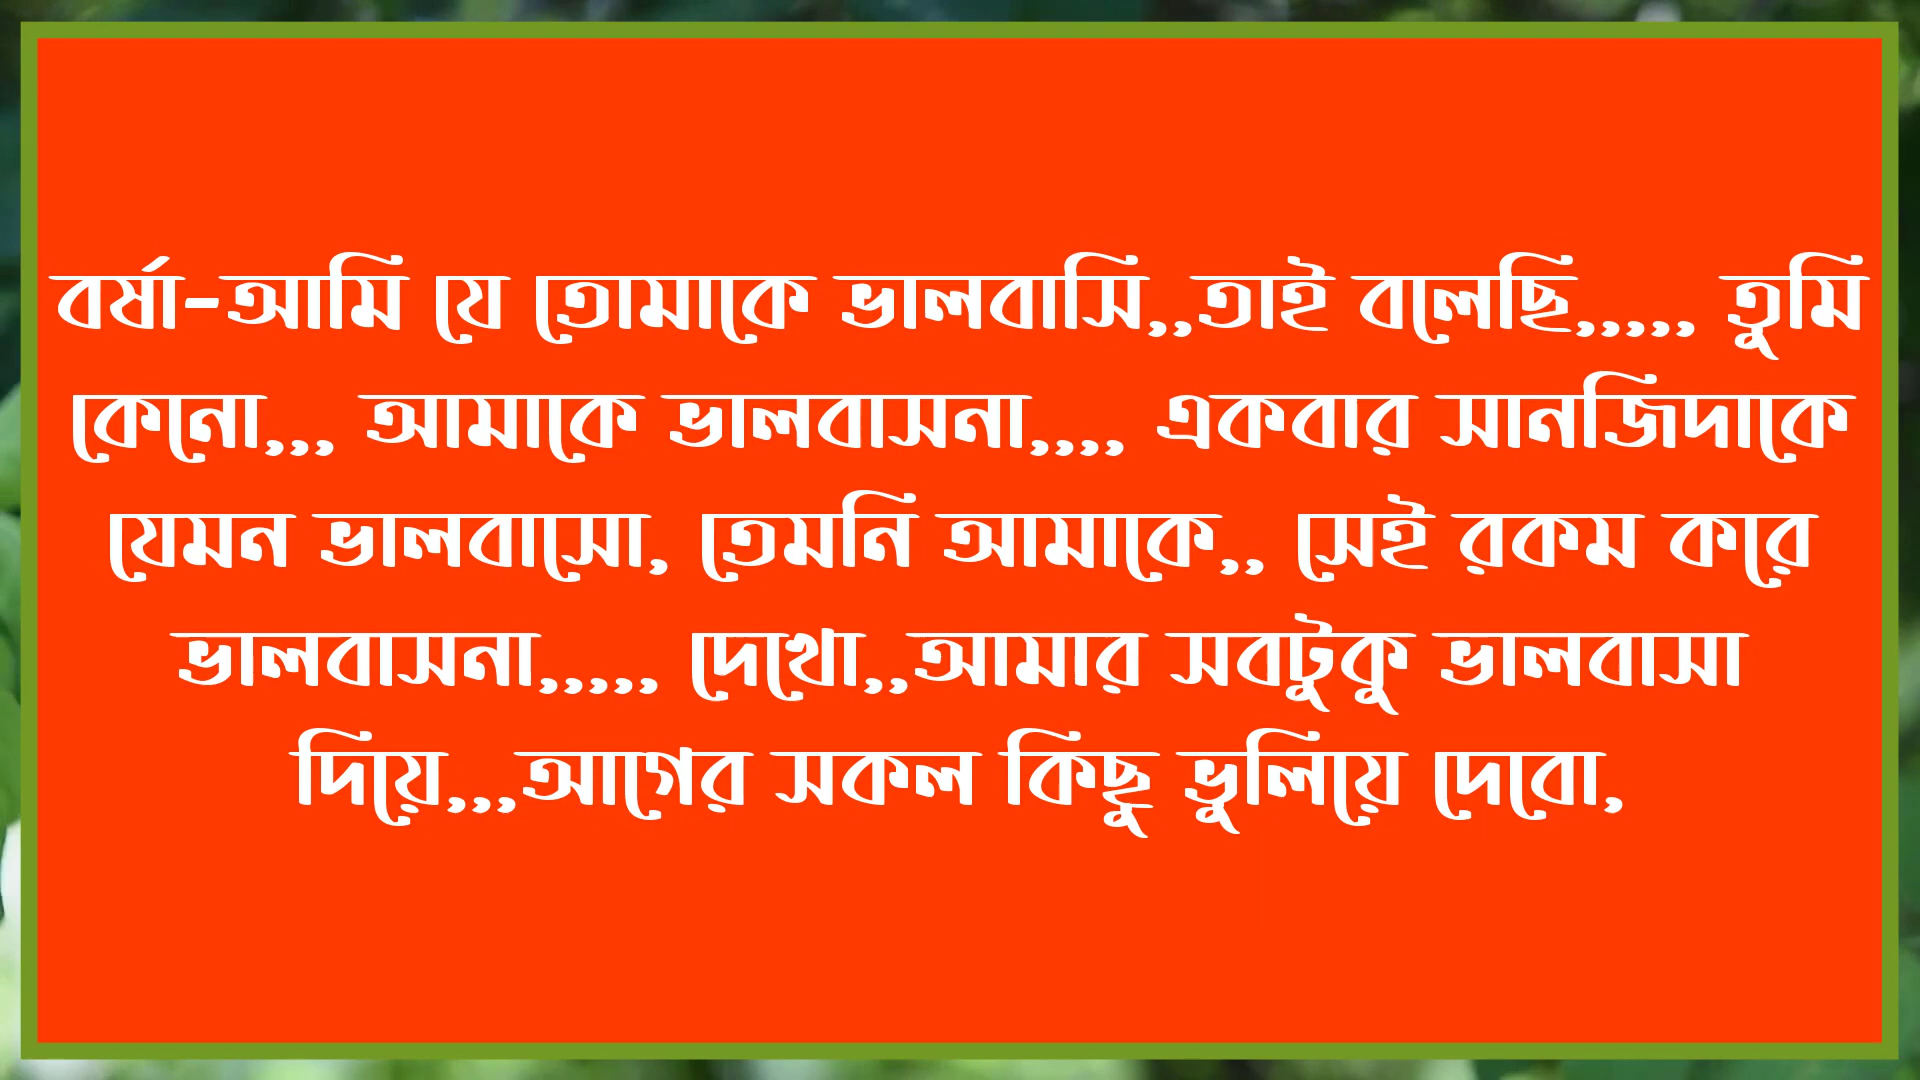 বর্ষা-আমি যে তোমাকে ভালবাসি,,তাই বলেছি,,,,, তুমি
কেনো,,, আমাকে ভালবাসনা,,,, একবার সানজিদাকে
যেমন ভালবাসো, তেমনি আমাকে,, সেই রকম করে
ভালবাসনা,,,,, দেখো,,আমার সবটুকু ভালবাসা
দিয়ে,,,আগের সকল কিছু ভুলিয়ে দেবো,